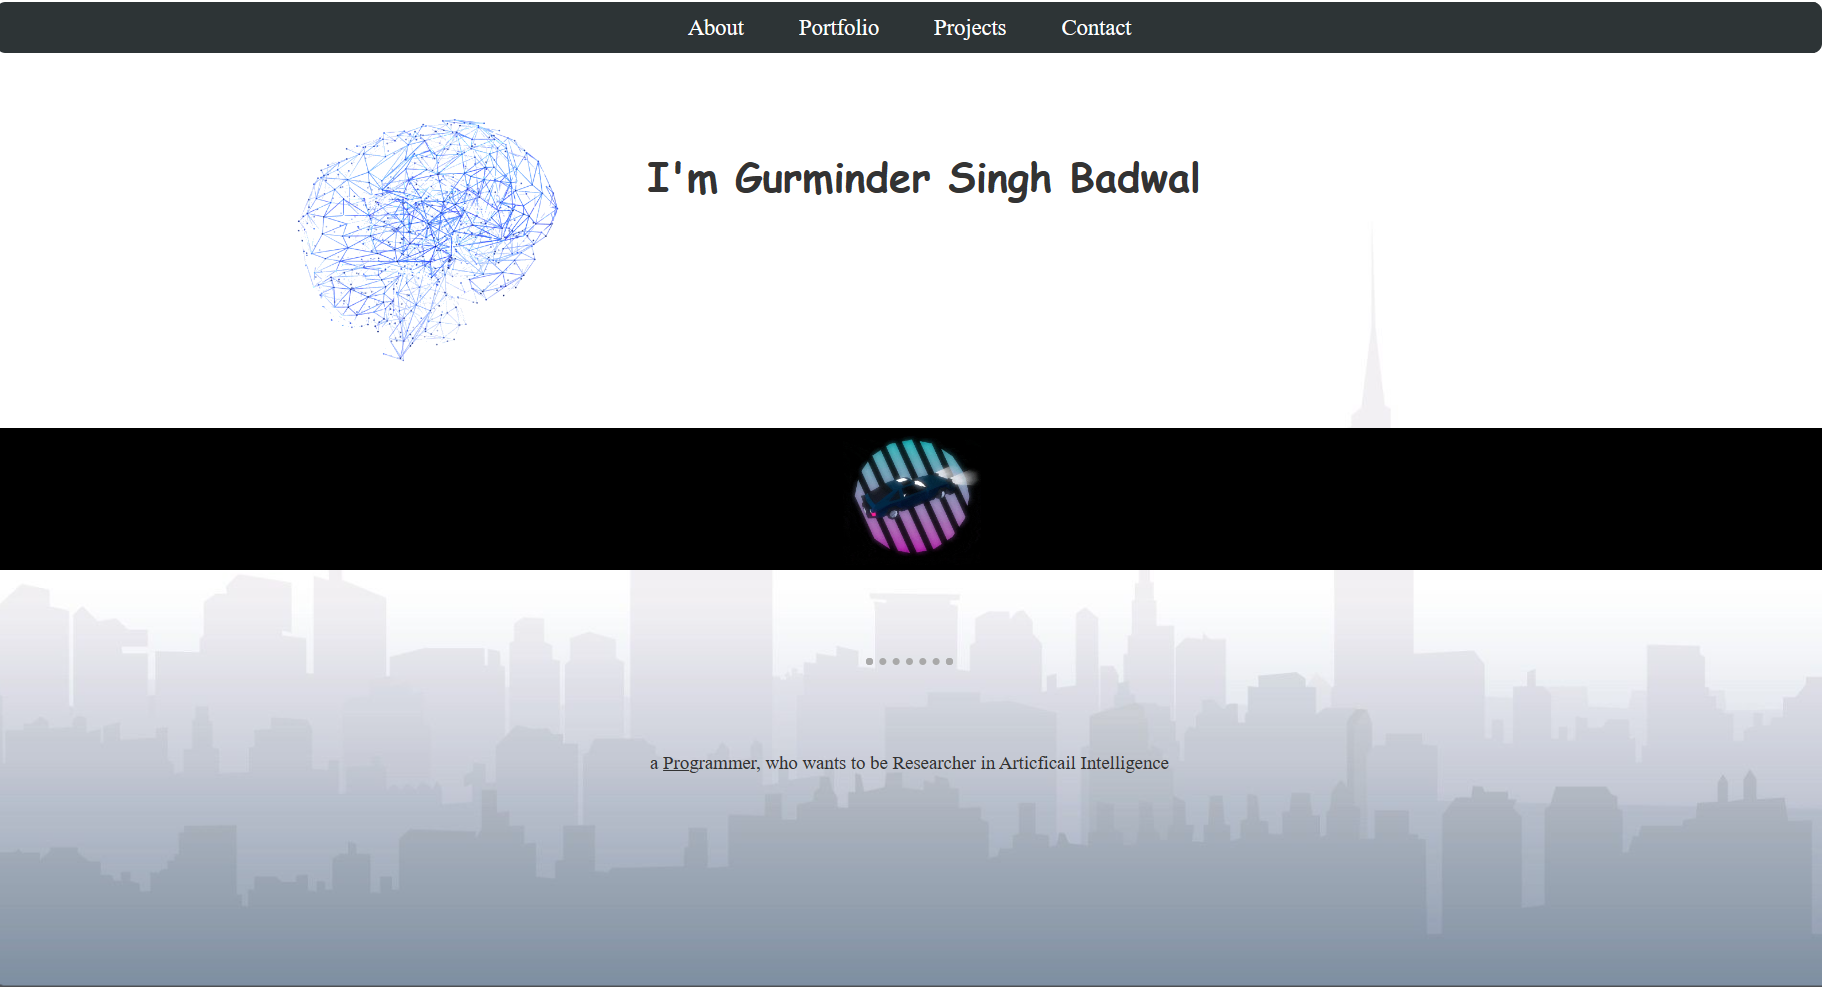 About Portfolio Projects Contact
I'm Gurminder Singh Badwal
a Programmer, who wants to be Researcher in Articficail Intelligence